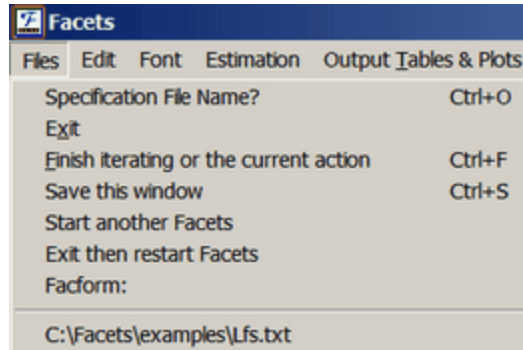 Facets
Files Edit Font Estimation Output Tables & Plots
Specification File Name? Ctrl+O
Exit
Finish iterating or the current action Ctrl+F
Save this window Ctrl+S
Start another Facets
Exit then restart Facets
Facform:
C:\Facets\examples\Lfs.txt